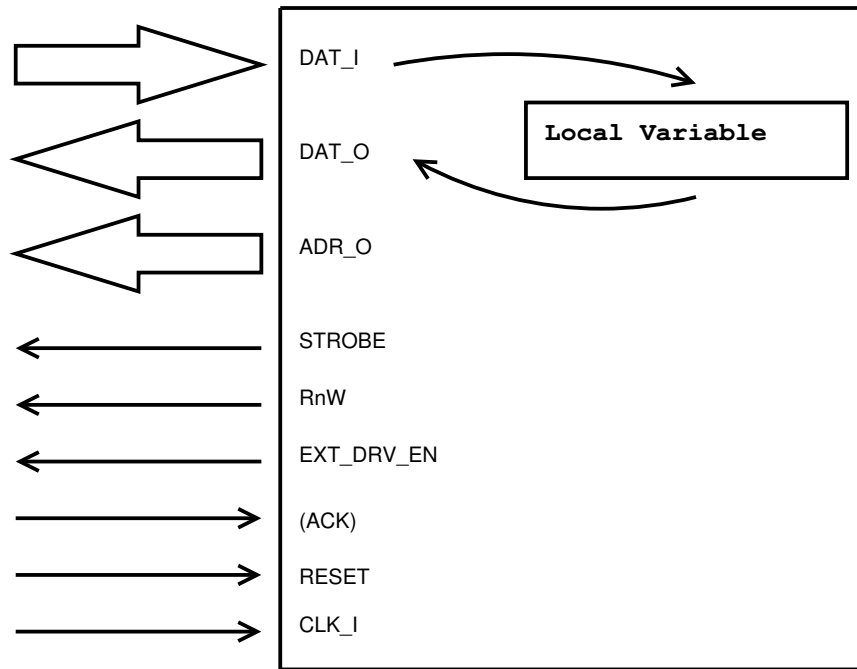 DAT_I
Local Variable
DAT_O
ADR_O
STROBE
RnW
EXT_DRV_EN
(ACK)
RESET
CLK_I